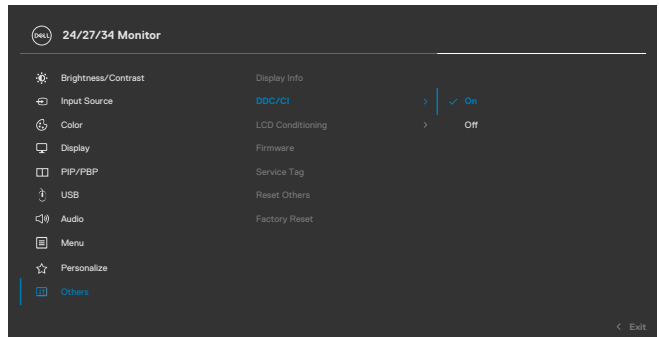 DELL 24/27/34 Monitor
Brightness/Contrast Display Info
Input Source DDC/CI > ✓ On
Color LCD Conditioning > Off
Display Firmware
PIP/PBP Service Tag
USB Reset Others
Audio Factory Reset
Menu
Personalize
Others
< Exit